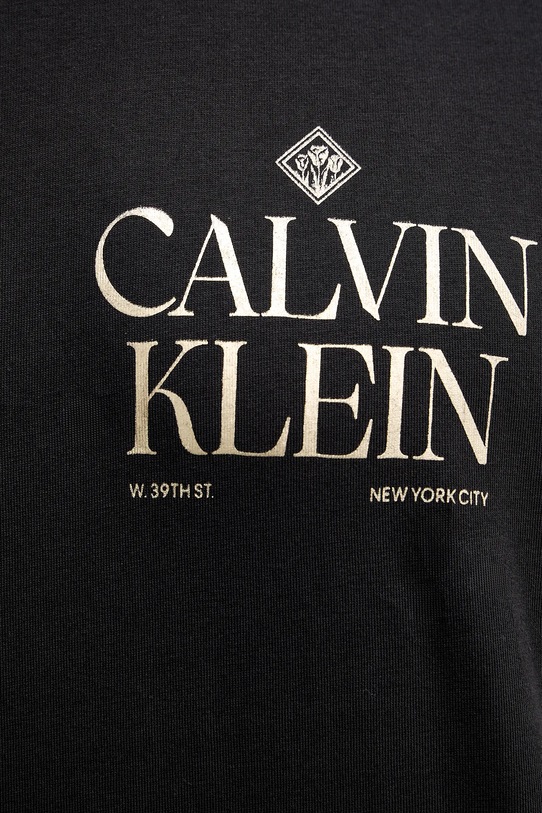 CALVIN
KLEIN
W. 39TH ST. NEW YORK CITY